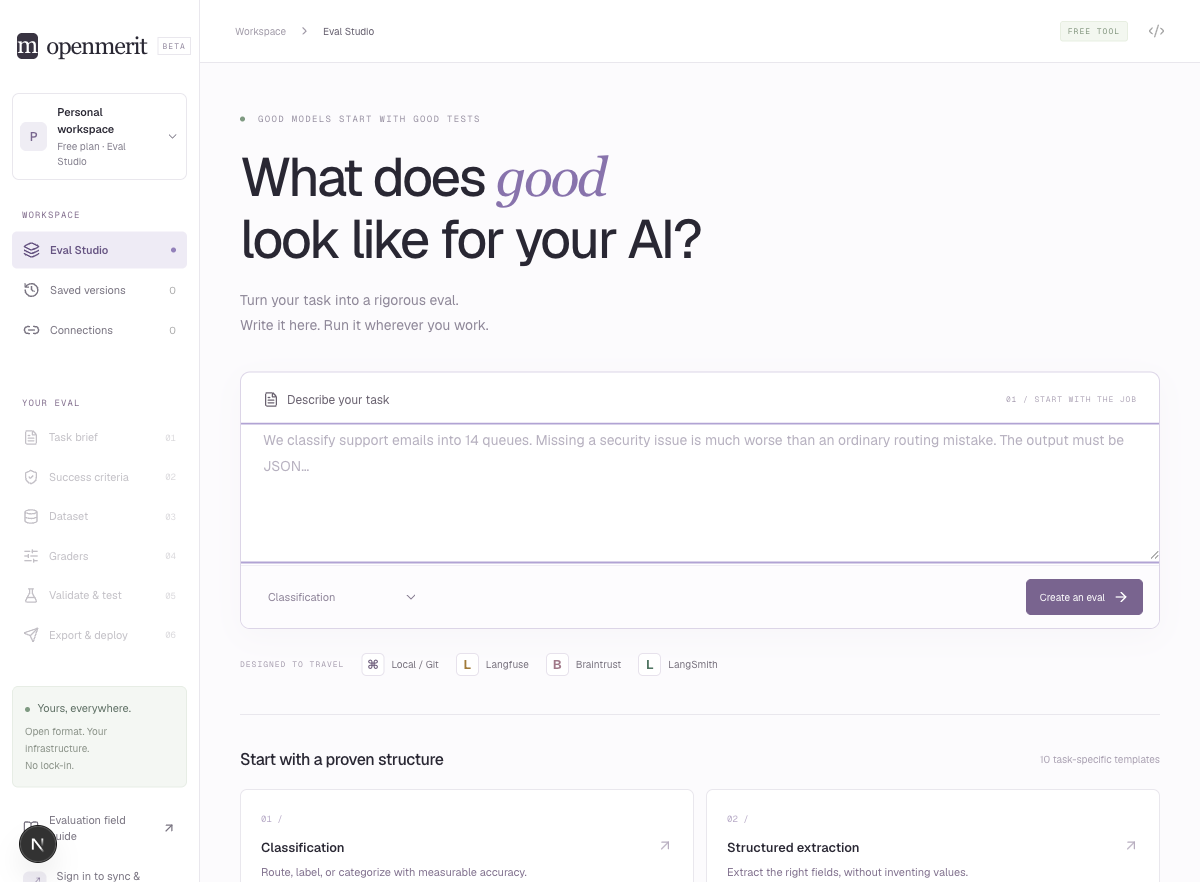 m openmerit BETA
Workspace > Eval Studio
FREE TOOL
</>
P
Personal
workspace
Free plan · Eval
Studio
WORKSPACE
Eval Studio
Saved versions 0
Connections 0
YOUR EVAL
Task brief 01
Success criteria 02
Dataset 03
Graders 04
Validate & test 05
Export & deploy 06
Yours, everywhere.
Open format. Your
infrastructure.
No lock-in.
Evaluation field
N
Sign in to sync &
GOOD MODELS START WITH GOOD TESTS
What does good
look like for your AI?
Turn your task into a rigorous eval.
Write it here. Run it wherever you work.
Describe your task
01 / START WITH THE JOB
We classify support emails into 14 queues. Missing a security issue is much worse than an ordinary routing mistake. The output must be
JSON…
Classification
Create an eval
DESIGNED TO TRAVEL ⌘ Local / Git L Langfuse B Braintrust L LangSmith
Start with a proven structure
10 task-specific templates
01 /
Classification
Route, label, or categorize with measurable accuracy.
02 /
Structured extraction
Extract the right fields, without inventing values.